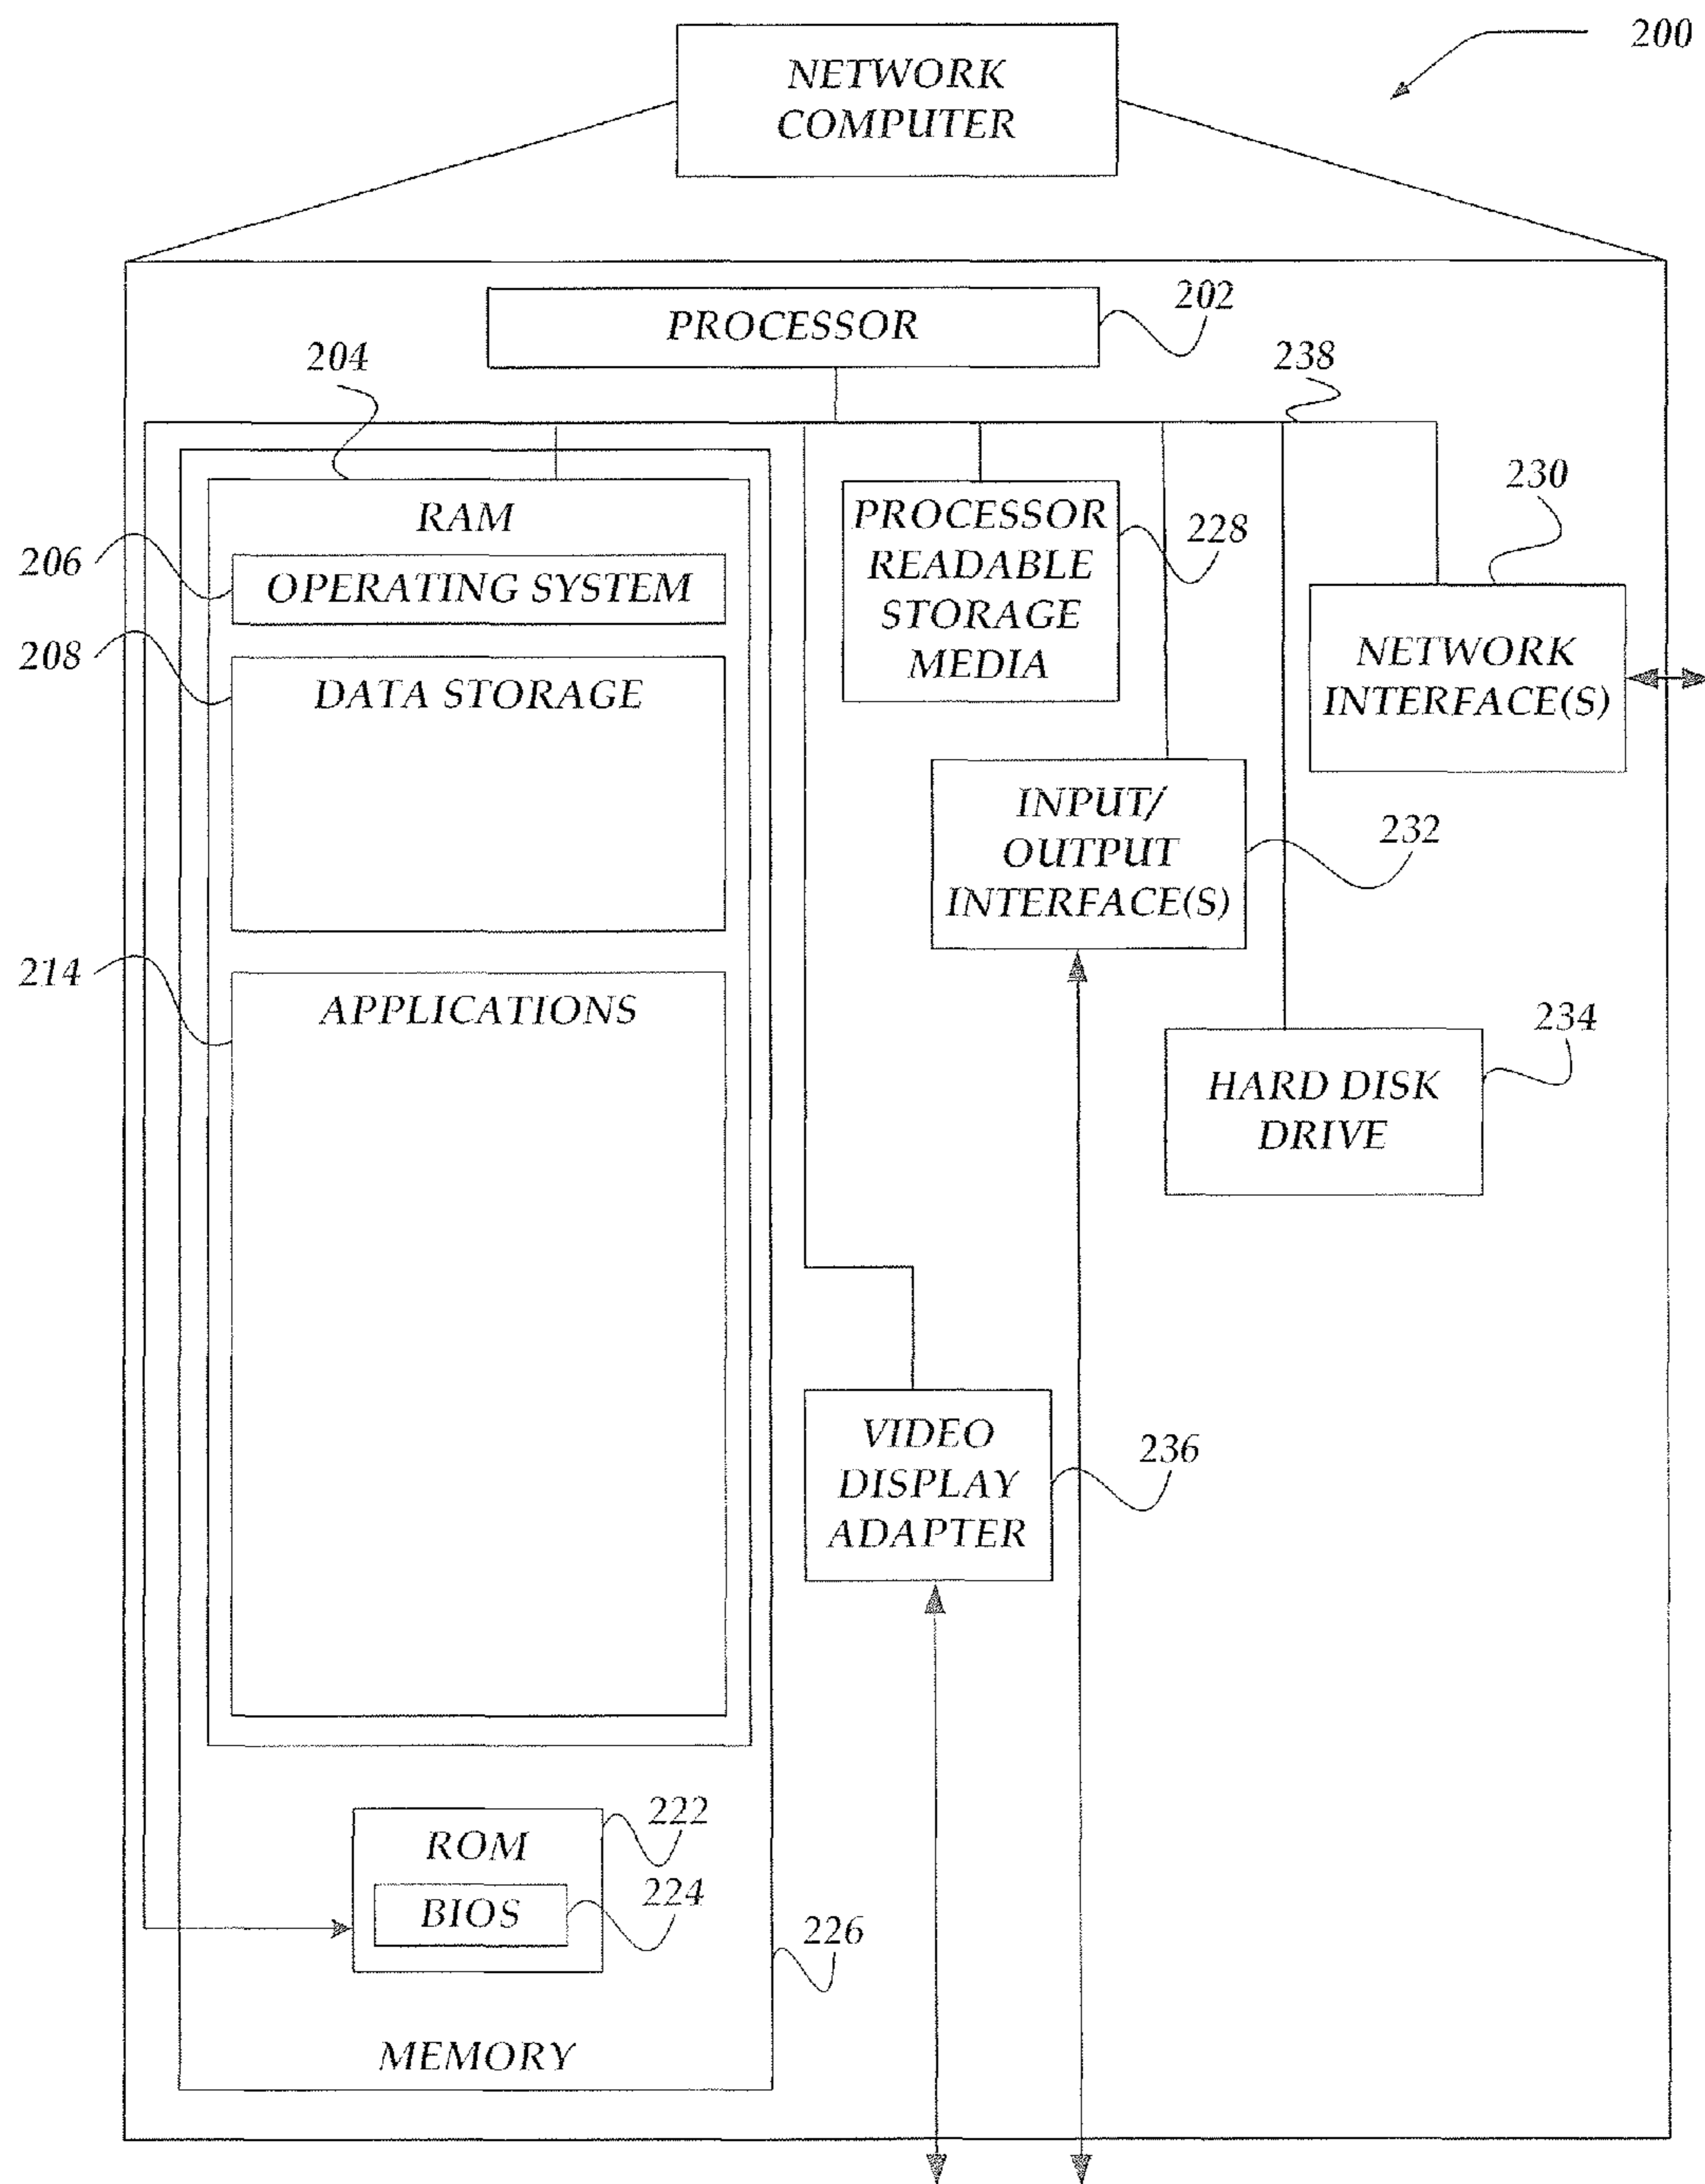 200
NETWORK
COMPUTER
PROCESSOR
202
204
238
RAM
206
OPERATING SYSTEM
208
DATA STORAGE
214
APPLICATIONS
PROCESSOR
READABLE
STORAGE
MEDIA
228
230
NETWORK
INTERFACE(S)
INPUT/
OUTPUT
INTERFACE(S)
232
234
HARD DISK
DRIVE
VIDEO
DISPLAY
ADAPTER
236
ROM
222
BIOS
224
226
MEMORY